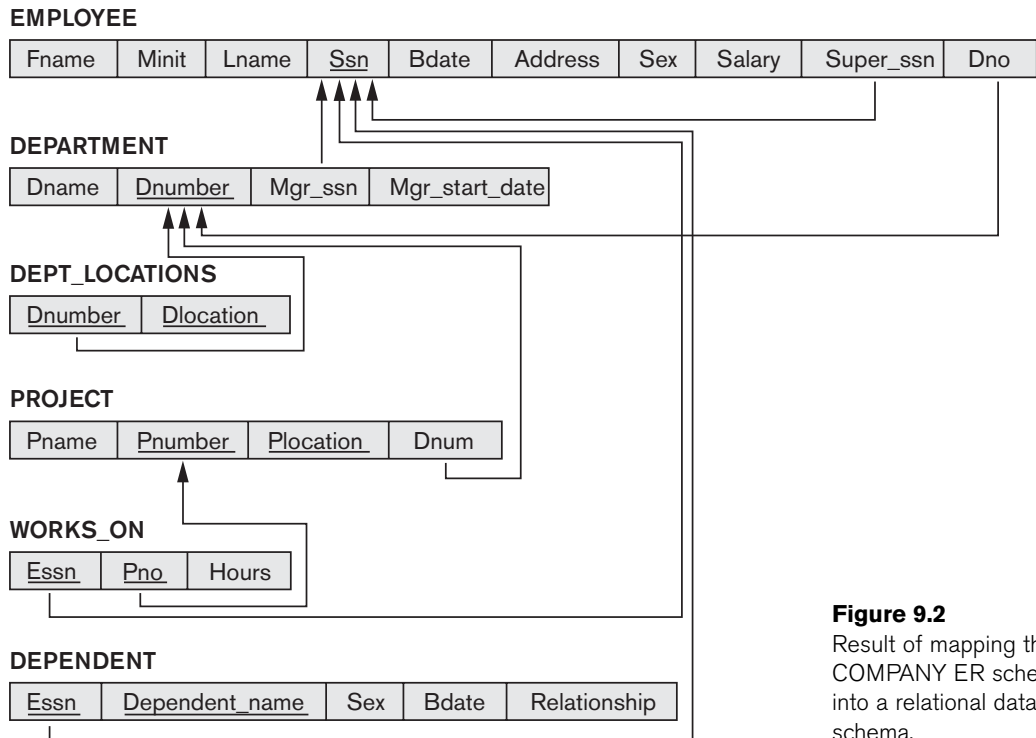 EMPLOYEE
Fname Minit Lname Ssn Bdate Address Sex Salary Super_ssn Dno
DEPARTMENT
Dname Dnumber Mgr_ssn Mgr_start_date
DEPT_LOCATIONS
Dnumber Dlocation
PROJECT
Pname Pnumber Plocation Dnum
WORKS_ON
Essn Pno Hours
DEPENDENT
Essn Dependent_name Sex Bdate Relationship
Figure 9.2
Result of mapping the
COMPANY ER schema
into a relational database
schema.